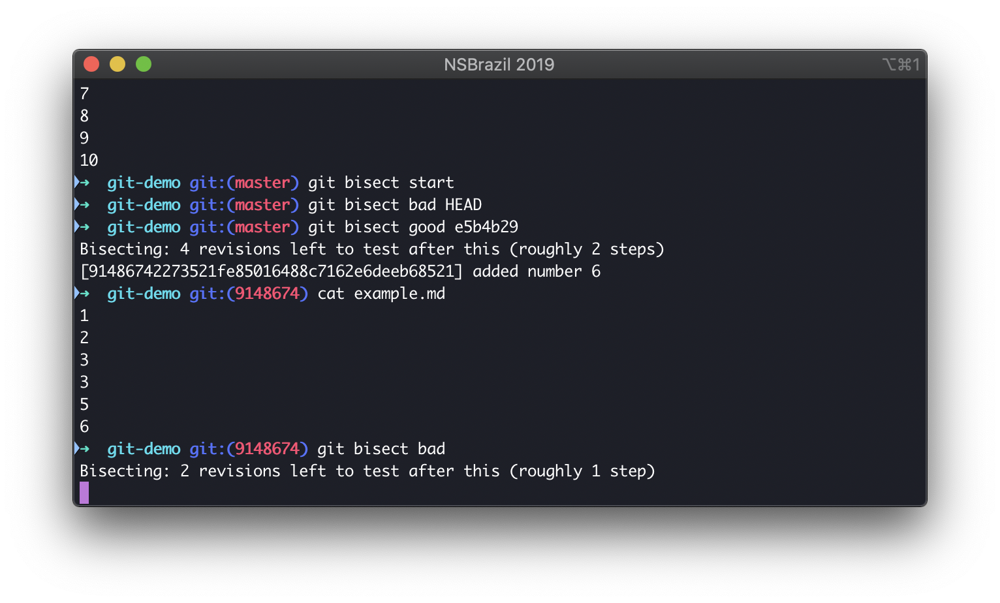 NSBrazil 2019
⌥⌘1
7
8
9
10
➜ git-demo git:(master) git bisect start
➜ git-demo git:(master) git bisect bad HEAD
➜ git-demo git:(master) git bisect good e5b4b29
Bisecting: 4 revisions left to test after this (roughly 2 steps)
[91486742273521fe85016488c7162e6deeb68521] added number 6
➜ git-demo git:(9148674) cat example.md
1
2
3
3
5
6
➜ git-demo git:(9148674) git bisect bad
Bisecting: 2 revisions left to test after this (roughly 1 step)